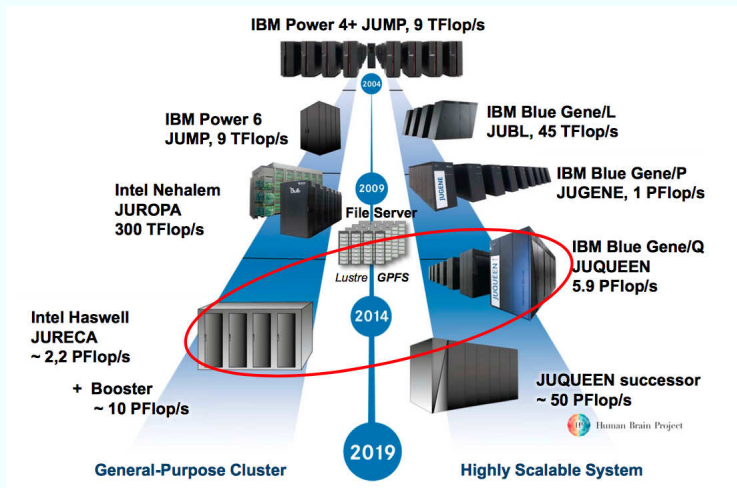 IBM Power 4+ JUMP, 9 TFlop/s
2004
IBM Power 6
JUMP, 9 TFlop/s
IBM Blue Gene/L
JUBL, 45 TFlop/s
Intel Nehalem
JUROPA
300 TFlop/s
Bull
2009
File Server
Lustre GPFS
JUGENE
IBM Blue Gene/P
JUGENE, 1 PFlop/s
JUQUEEN
IBM Blue Gene/Q
JUQUEEN
5.9 PFlop/s
Intel Haswell
JURECA
~ 2,2 PFlop/s
+ Booster
~ 10 PFlop/s
2014
JUQUEEN successor
~ 50 PFlop/s
Human Brain Project
2019
General-Purpose Cluster
Highly Scalable System